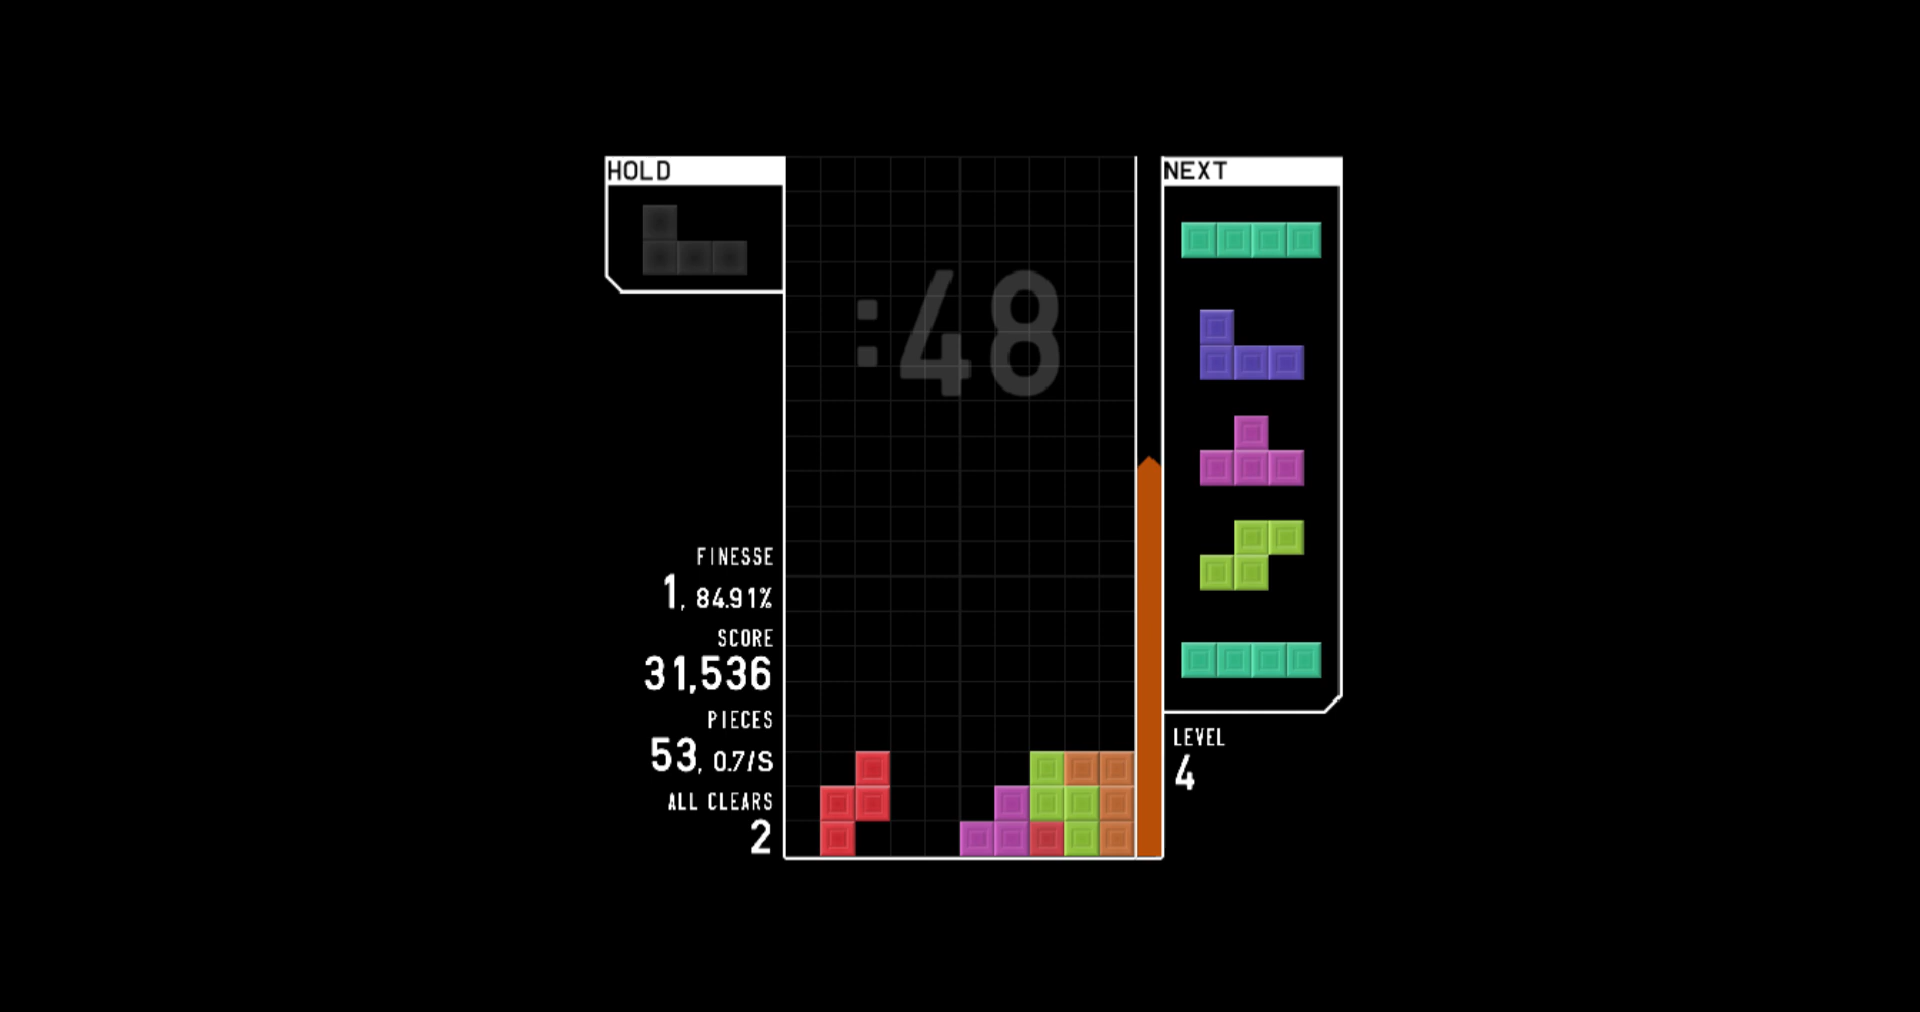 HOLD
NEXT
:48
FINESSE
1, 84.91%
SCORE
31,536
PIECES
53, 0.7/S
ALL CLEARS
2
LEVEL
4